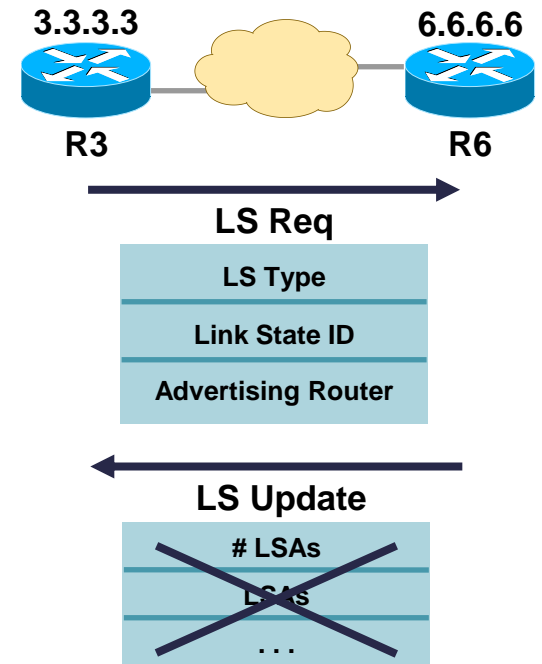 3.3.3.3 6.6.6.6
R3 R6
LS Req
LS Type
Link State ID
Advertising Router
LS Update
# LSAs
LSAs
. . .